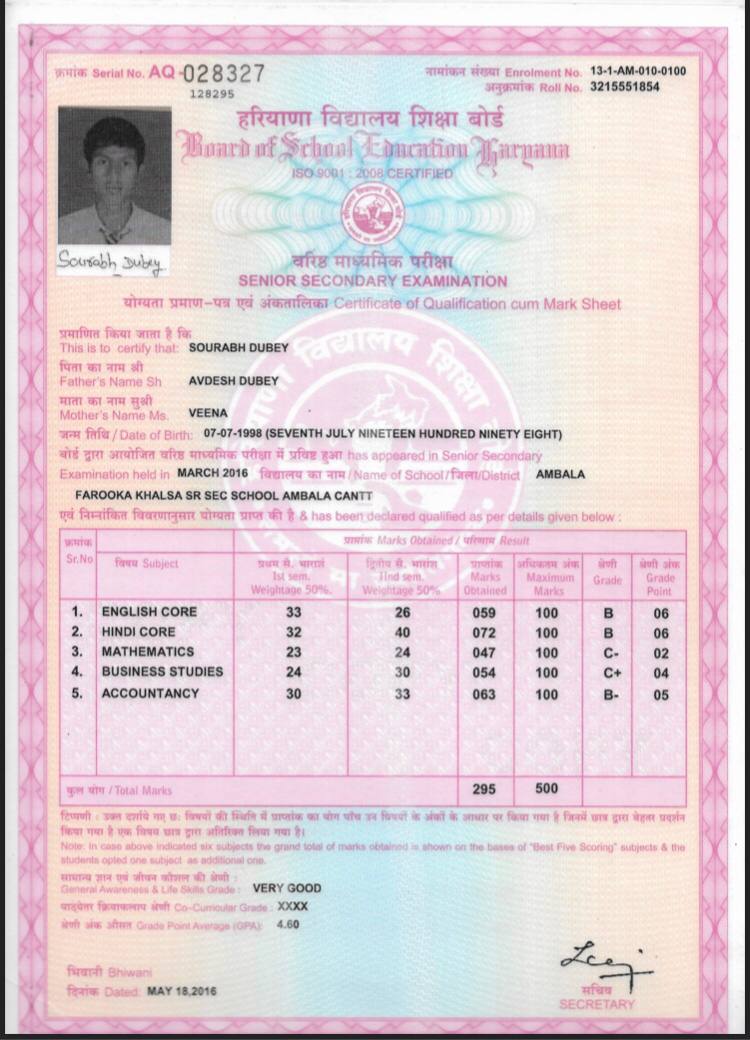 क्रमांक Serial No. AQ-028327
128295
नामांकन संख्या Enrolment No. 13-1-AM-010-0100
अनुक्रमांक Roll No. 3215551854
हरियाणा विद्यालय शिक्षा बोर्ड
Board of School Education Haryana
ISO 9001 : 2008 CERTIFIED
Sourabh Dubey
वरिष्ठ माध्यमिक परीक्षा
SENIOR SECONDARY EXAMINATION
योग्यता प्रमाण-पत्र एवं अंकतालिका Certificate of Qualification cum Mark Sheet
प्रमाणित किया जाता है कि
This is to certify that: SOURABH DUBEY
पिता का नाम श्री
Father's Name Sh AVDESH DUBEY
माता का नाम सुश्री
Mother's Name Ms. VEENA
जन्म तिथि / Date of Birth: 07-07-1998 (SEVENTH JULY NINETEEN HUNDRED NINETY EIGHT)
बोर्ड द्वारा आयोजित वरिष्ठ माध्यमिक परीक्षा में प्रविष्ट हुआ has appeared in Senior Secondary
Examination held in MARCH 2016 विद्यालय का नाम / Name of School / जिला/District AMBALA
FAROOKA KHALSA SR SEC SCHOOL AMBALA CANTT
एवं निम्नांकित विवरणानुसार योग्यता प्राप्त की है & has been declared qualified as per details given below :
क्रमांक Sr.No
विषय Subject
प्राप्तांक Marks Obtained / परिणाम Result
प्रथम से. भारांश Ist sem. Weightage 50%.
द्वितीय से. भारांश IInd sem. Weightage 50%
प्राप्तांक Marks Obtained
अधिकतम अंक Maximum Marks
श्रेणी Grade
श्रेणी अंक Grade Point
1. ENGLISH CORE 33 26 059 100 B 06
2. HINDI CORE 32 40 072 100 B 06
3. MATHEMATICS 23 24 047 100 C- 02
4. BUSINESS STUDIES 24 30 054 100 C+ 04
5. ACCOUNTANCY 30 33 063 100 B- 05
कुल योग / Total Marks 295 500
टिप्पणी : उक्त दर्शाये गए छः विषयों की स्थिति में प्राप्तांक का योग पाँच उन विषयों के अंकों के आधार पर किया गया है जिनमें छात्र द्वारा बेहतर प्रदर्शन
किया गया है एक विषय छात्र द्वारा अतिरिक्त लिया गया है।
Note: In case above indicated six subjects the grand total of marks obtained is shown on the bases of "Best Five Scoring" subjects & the
students opted one subject as additional one.
सामान्य ज्ञान एवं जीवन कौशल की श्रेणी :
General Awareness & Life Skills Grade : VERY GOOD
पाठ्येतर क्रियाकलाप श्रेणी Co-Curricular Grade : XXXX
श्रेणी अंक औसत Grade Point Average (GPA): 4.60
भिवानी Bhiwani
दिनांक Dated: MAY 18,2016
सचिव
SECRETARY